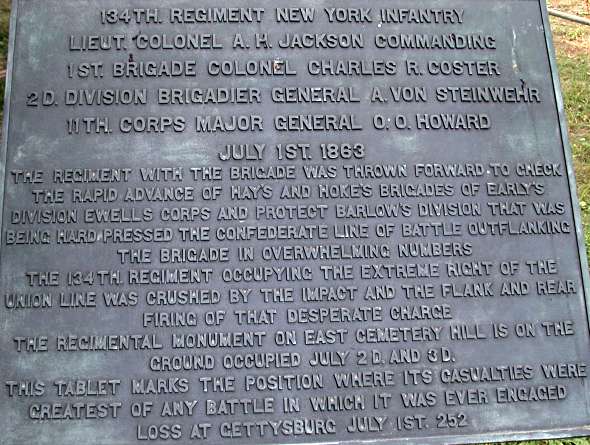 134TH. REGIMENT NEW YORK INFANTRY
LIEUT. COLONEL A. H. JACKSON COMMANDING
1ST. BRIGADE COLONEL CHARLES R. COSTER
2D. DIVISION BRIGADIER GENERAL A. VON STEINWEHR
11TH. CORPS MAJOR GENERAL O. O. HOWARD
JULY 1ST. 1863
THE REGIMENT WITH THE BRIGADE WAS THROWN FORWARD TO CHECK
THE RAPID ADVANCE OF HAY'S AND HOKE'S BRIGADES OF EARLY'S
DIVISION EWELLS CORPS AND PROTECT BARLOW'S DIVISION THAT WAS
BEING HARD PRESSED THE CONFEDERATE LINE OF BATTLE OUTFLANKING
THE BRIGADE IN OVERWHELMING NUMBERS
THE 134TH. REGIMENT OCCUPYING THE EXTREME RIGHT OF THE
UNION LINE WAS CRUSHED BY THE IMPACT AND THE FLANK AND REAR
FIRING OF THAT DESPERATE CHARGE
THE REGIMENTAL MONUMENT ON EAST CEMETERY HILL IS ON THE
GROUND OCCUPIED JULY 2D. AND 3D.
THIS TABLET MARKS THE POSITION WHERE ITS CASUALTIES WERE
GREATEST OF ANY BATTLE IN WHICH IT WAS EVER ENGAGED
LOSS AT GETTYSBURG JULY 1ST. 252